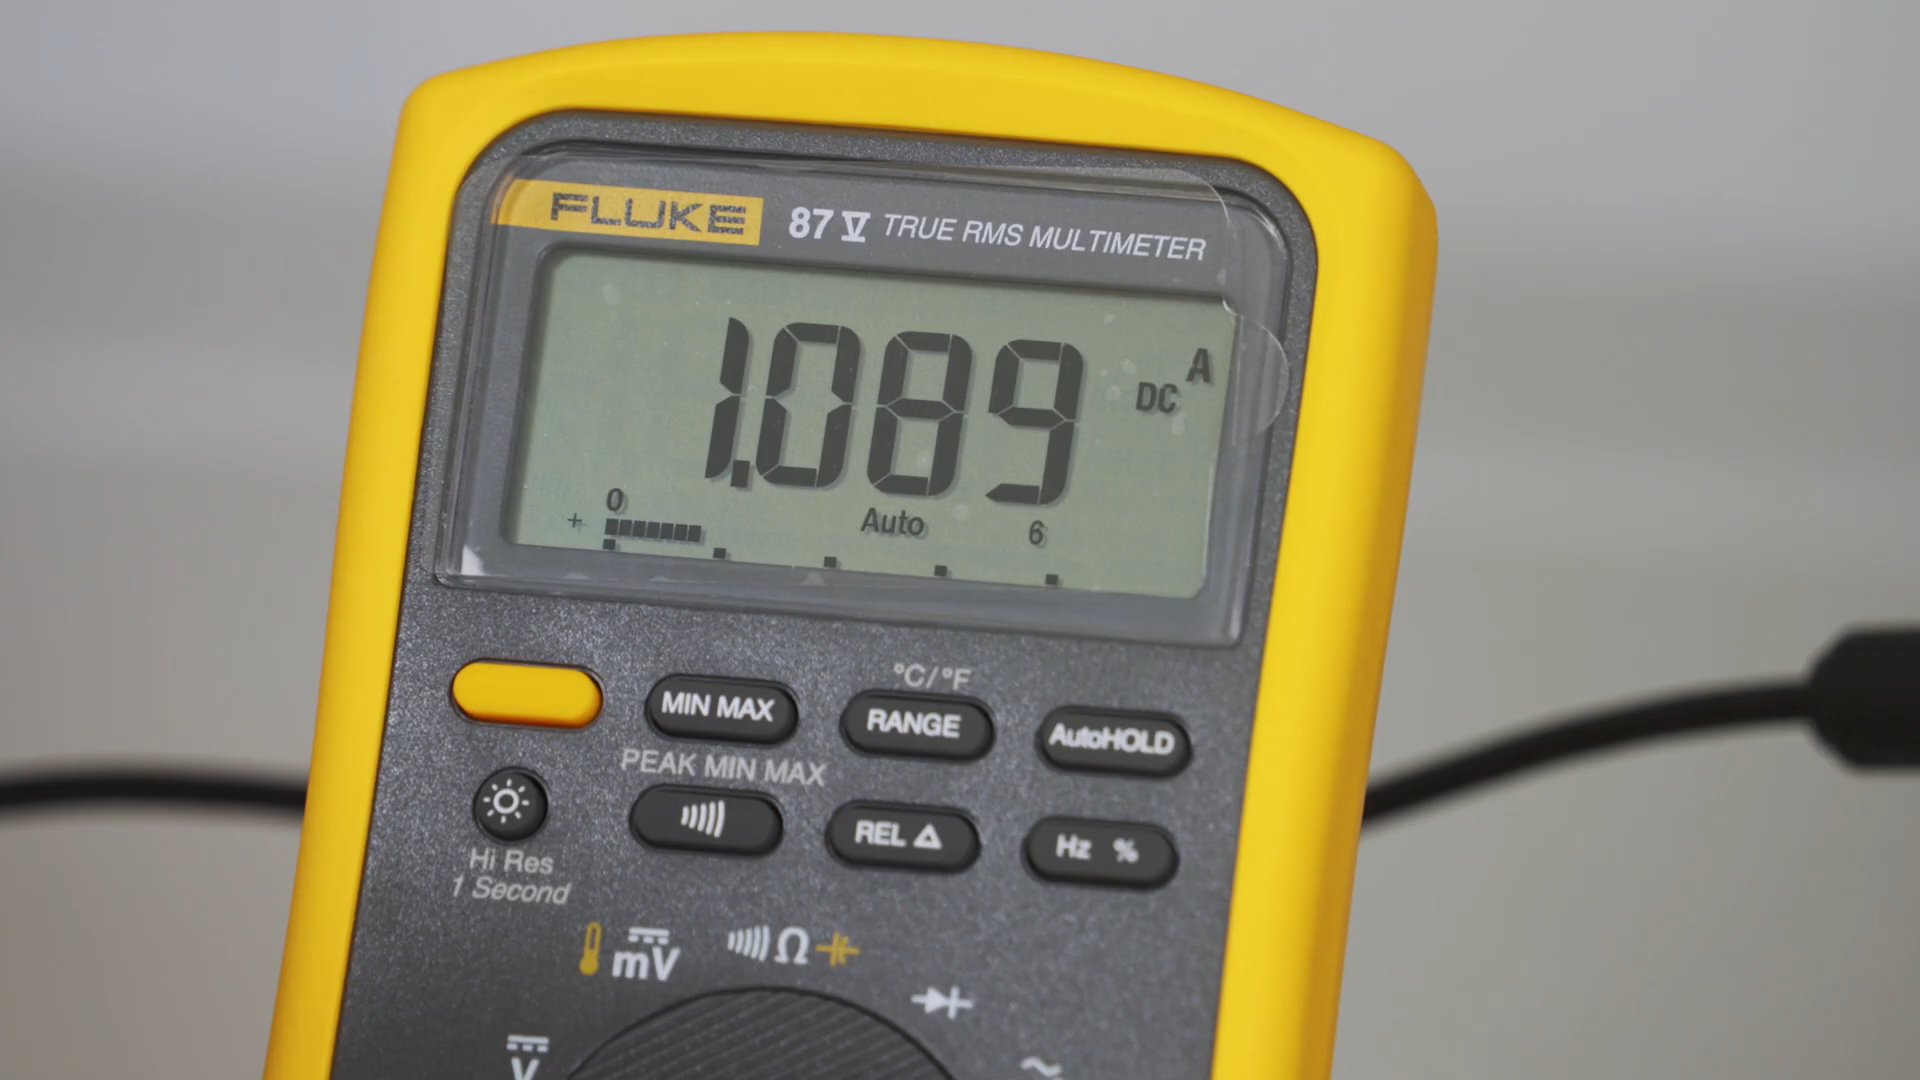 FLUKE 87 V TRUE RMS MULTIMETER
1.089 DC A
0
+ Auto 6
°C/°F
MIN MAX RANGE AutoHOLD
PEAK MIN MAX
REL Δ Hz %
Hi Res
1 Second
mV Ω
V